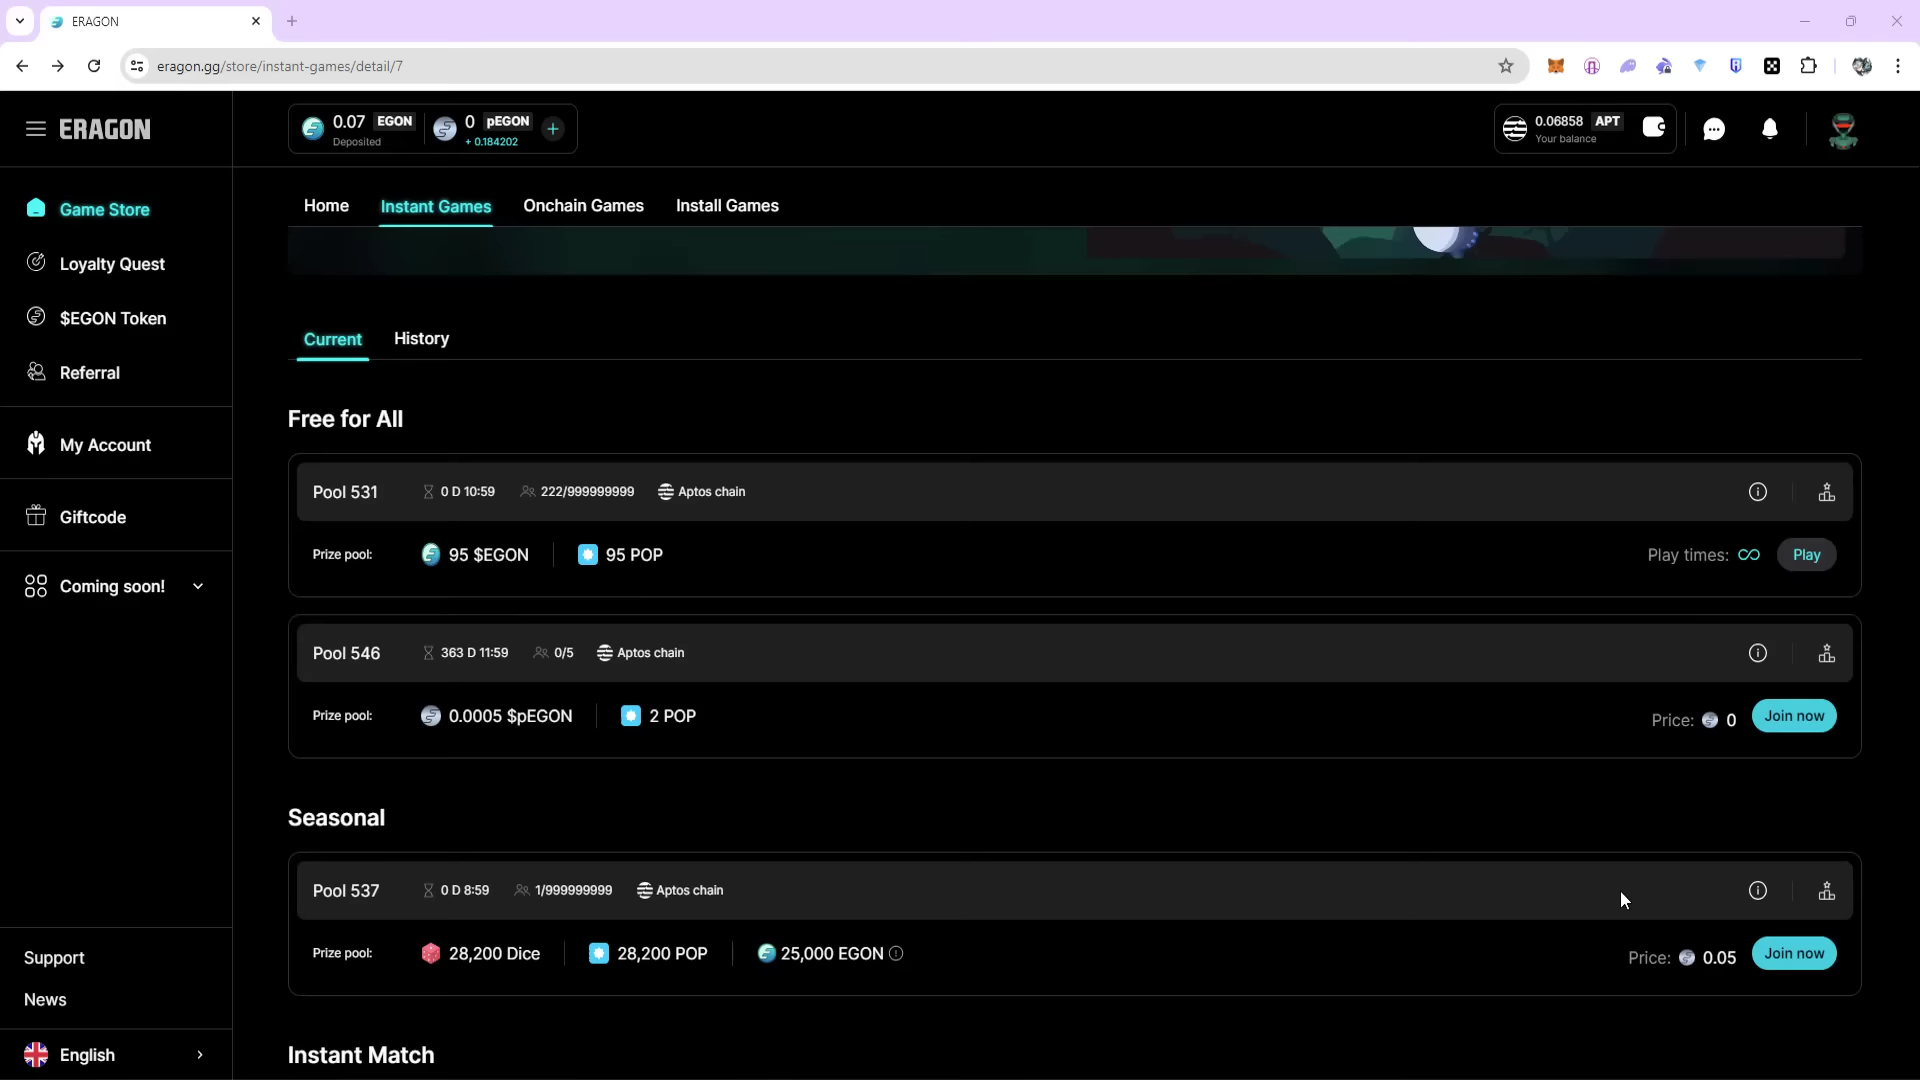 ERAGON
eragon.gg/store/instant-games/detail/7
ERAGON
0.07 EGON
Deposited
0 pEGON
+ 0.184202
0.06858 APT
Your balance
Game Store
Loyalty Quest
$EGON Token
Referral
My Account
Giftcode
Coming soon!
Support
News
English
Home Instant Games Onchain Games Install Games
Current History
Free for All
Pool 531 0 D 10:59 222/999999999 Aptos chain
Prize pool: 95 $EGON 95 POP Play times: ∞ Play
Pool 546 363 D 11:59 0/5 Aptos chain
Prize pool: 0.0005 $pEGON 2 POP Price: 0 Join now
Seasonal
Pool 537 0 D 8:59 1/999999999 Aptos chain
Prize pool: 28,200 Dice 28,200 POP 25,000 EGON Price: 0.05 Join now
Instant Match